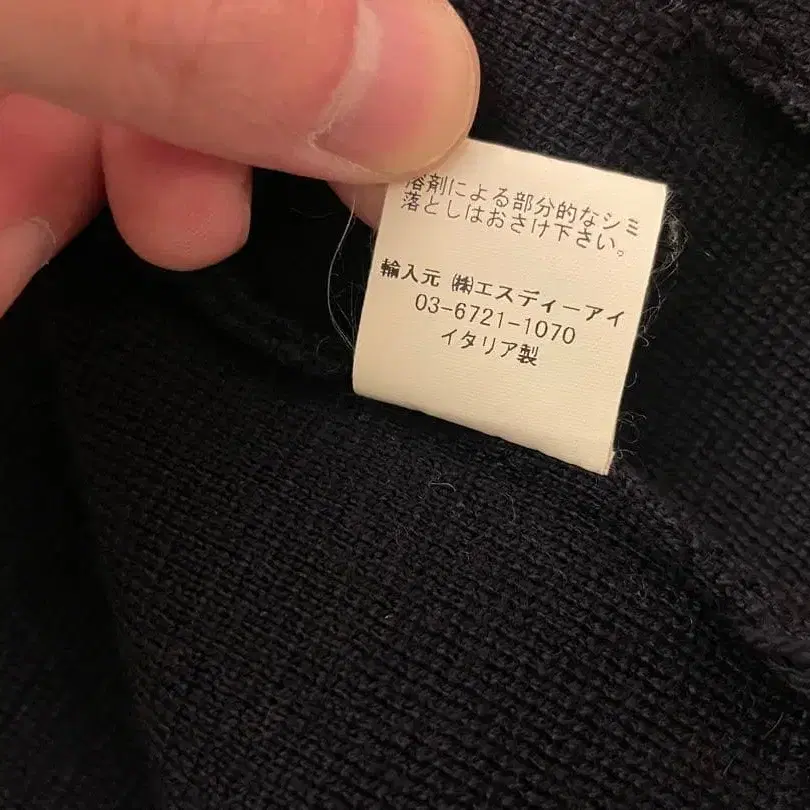 溶剤による部分的なシミ
落としはおさけ下さい。
輸入元 ㈱エスディーアイ
03-6721-1070
イタリア製